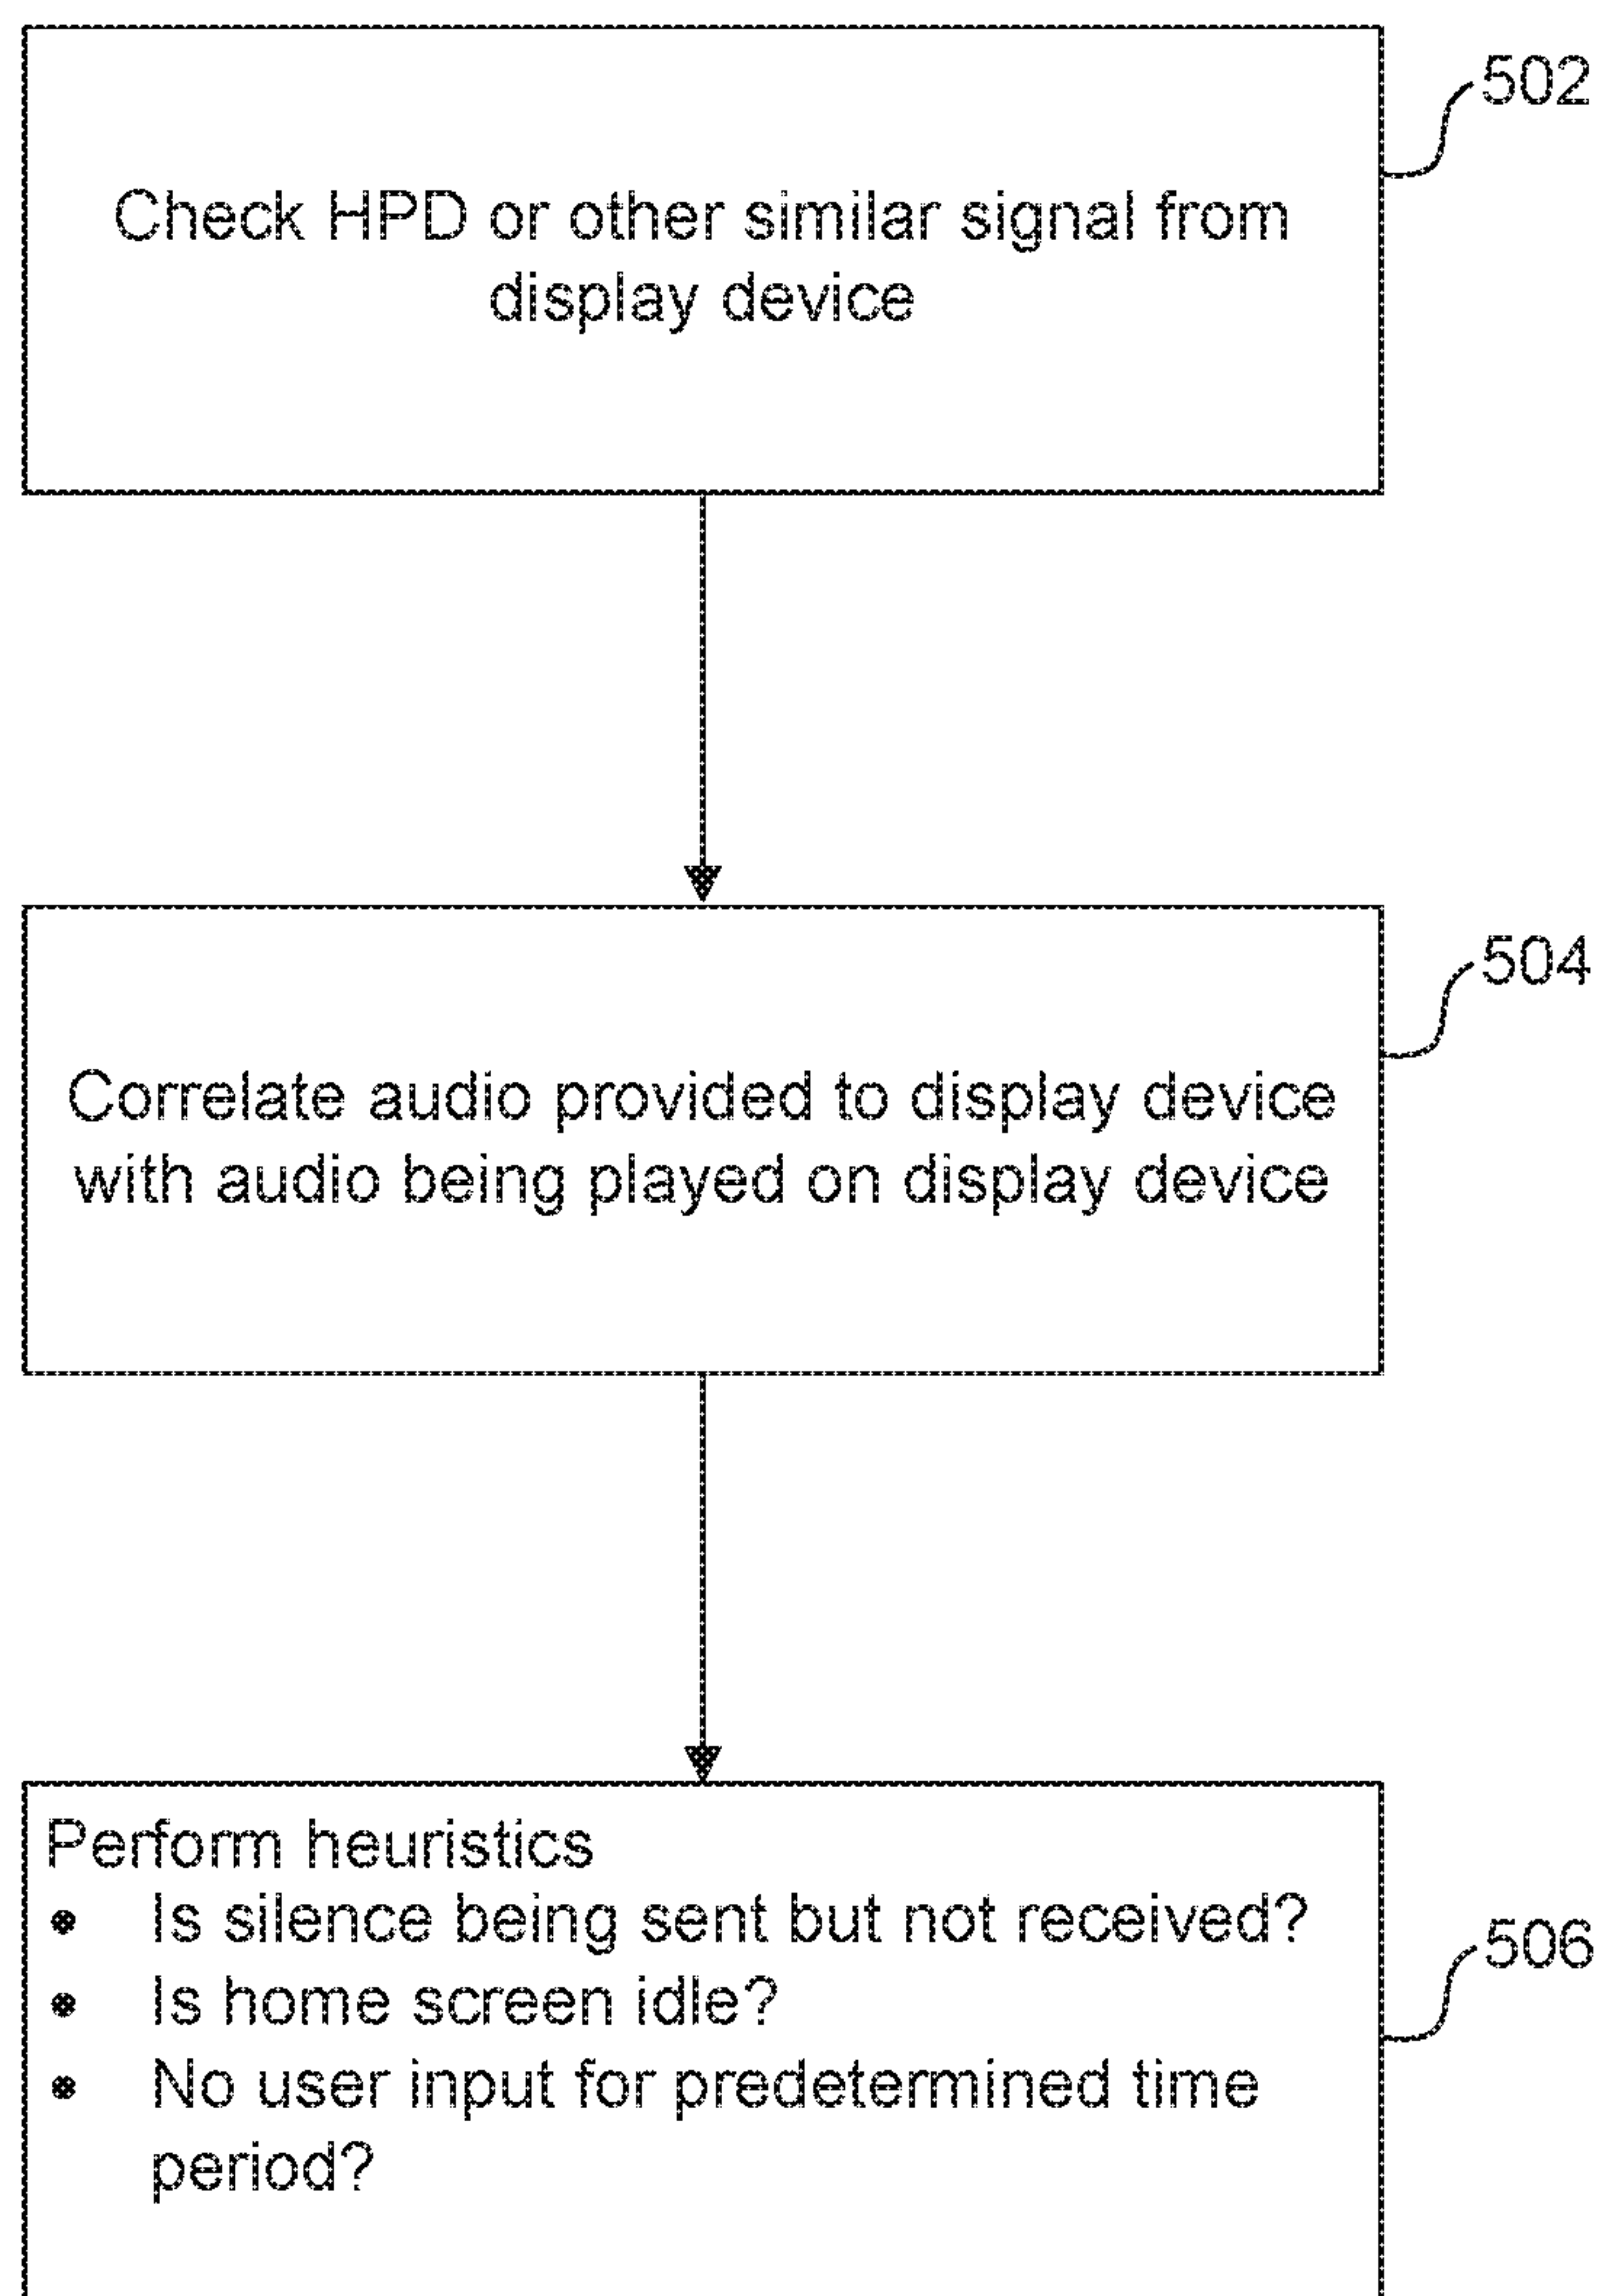 502
Check HPD or other similar signal from
display device
504
Correlate audio provided to display device
with audio being played on display device
Perform heuristics
• Is silence being sent but not received?
• Is home screen idle?
• No user input for predetermined time
period?
506